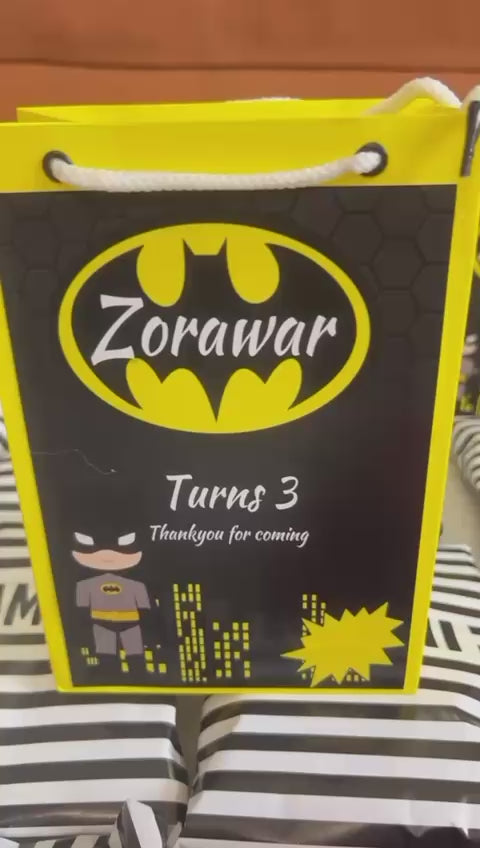 Zorawar
Turns 3
Thankyou for coming